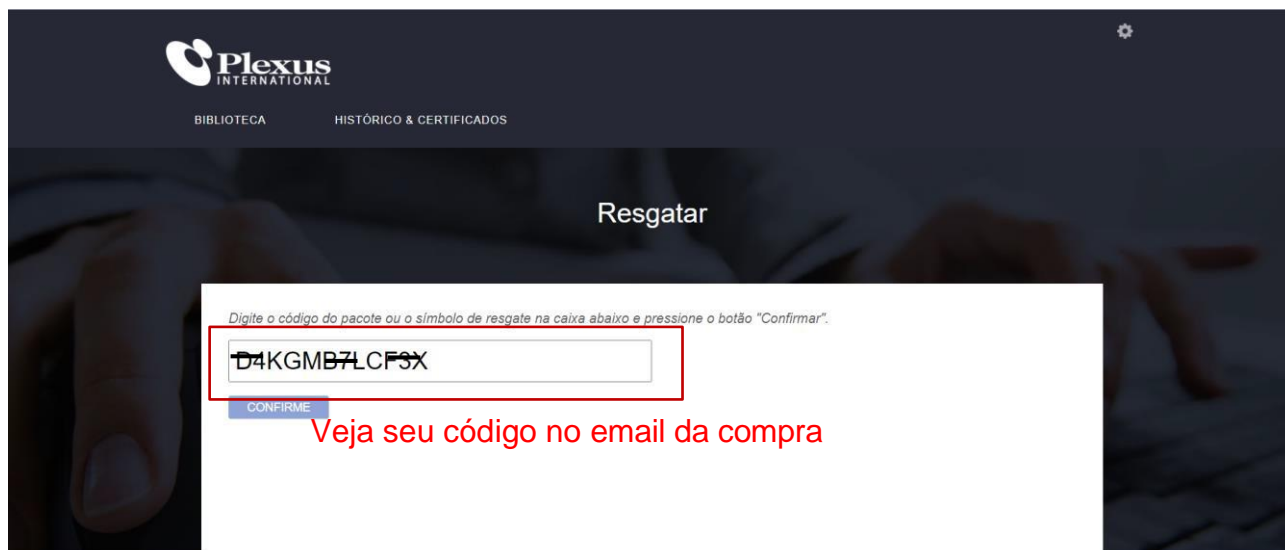 Plexus
INTERNATIONAL
BIBLIOTECA HISTÓRICO & CERTIFICADOS
Resgatar
Digite o código do pacote ou o símbolo de resgate na caixa abaixo e pressione o botão "Confirmar".
D4KGMB7LCF3X
CONFIRME
Veja seu código no email da compra